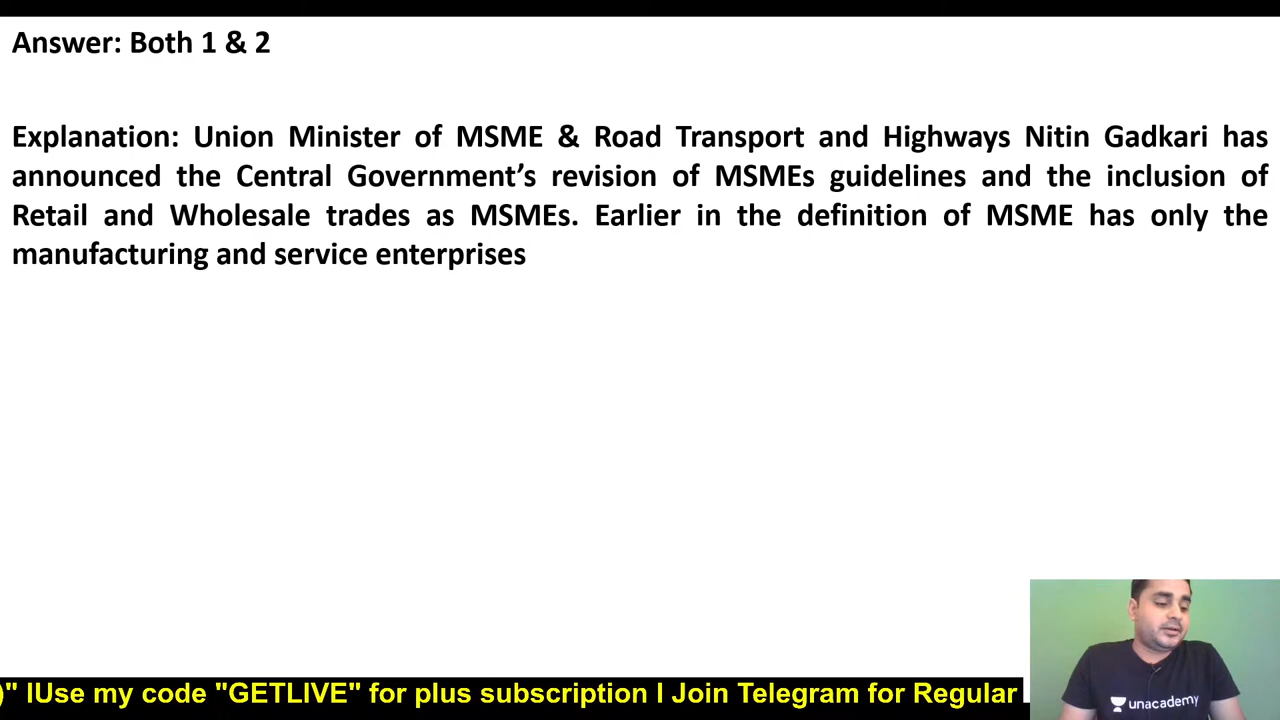 Answer: Both 1 & 2
Explanation: Union Minister of MSME & Road Transport and Highways Nitin Gadkari has
announced the Central Government’s revision of MSMEs guidelines and the inclusion of
Retail and Wholesale trades as MSMEs. Earlier in the definition of MSME has only the
manufacturing and service enterprises
)" IUse my code "GETLIVE" for plus subscription I Join Telegram for Regular
unacademy